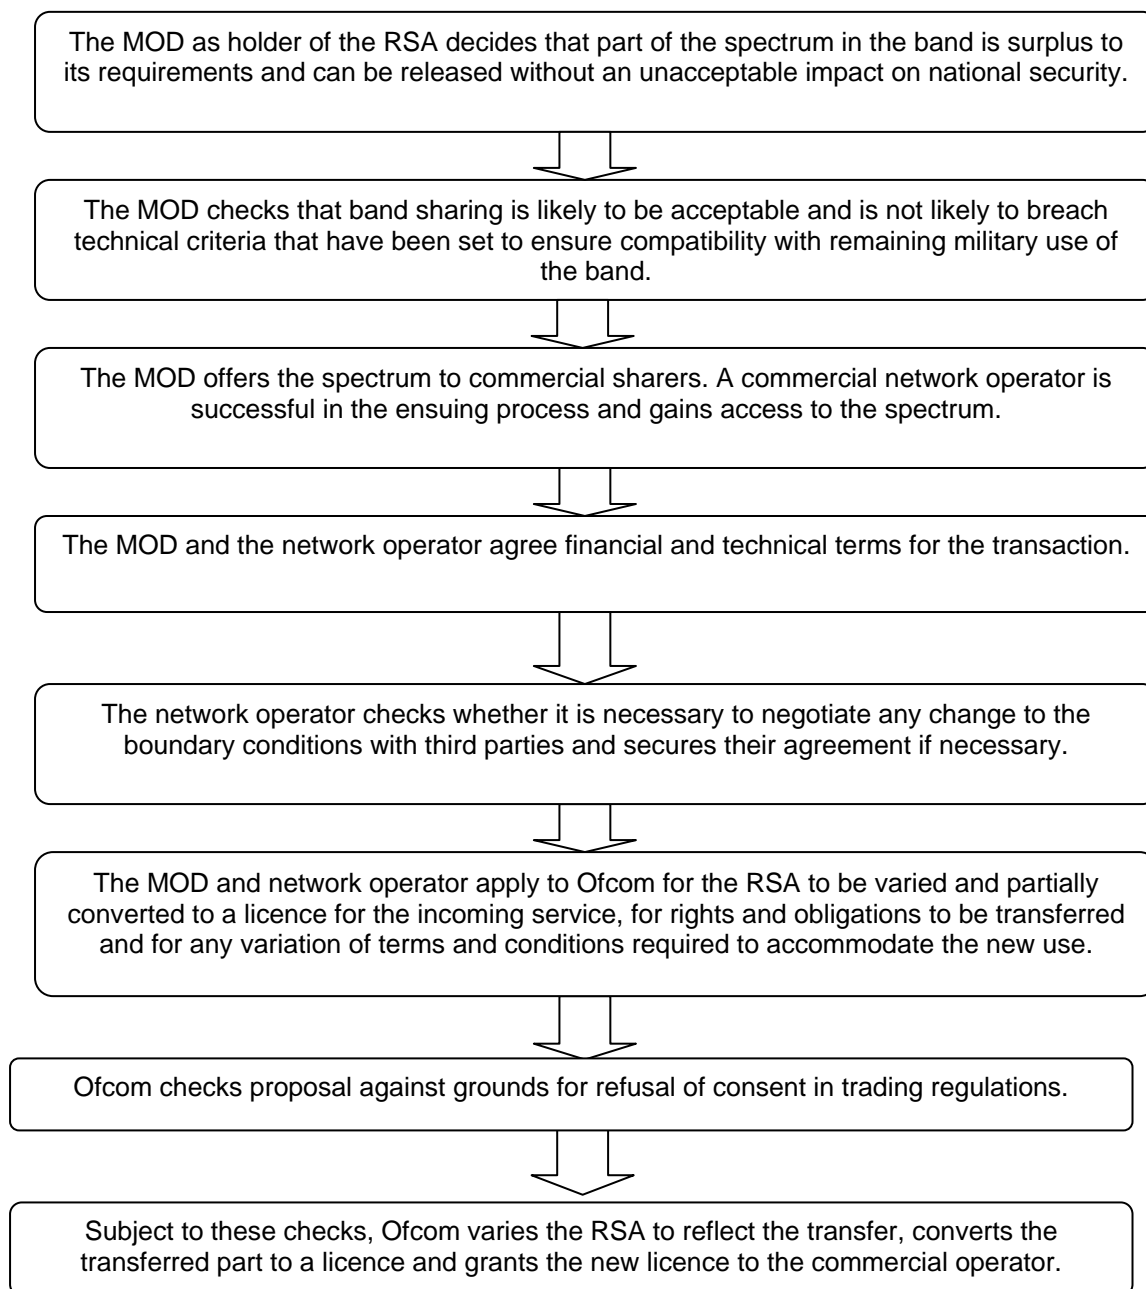 The MOD as holder of the RSA decides that part of the spectrum in the band is surplus to
its requirements and can be released without an unacceptable impact on national security.
The MOD checks that band sharing is likely to be acceptable and is not likely to breach
technical criteria that have been set to ensure compatibility with remaining military use of
the band.
The MOD offers the spectrum to commercial sharers. A commercial network operator is
successful in the ensuing process and gains access to the spectrum.
The MOD and the network operator agree financial and technical terms for the transaction.
The network operator checks whether it is necessary to negotiate any change to the
boundary conditions with third parties and secures their agreement if necessary.
The MOD and network operator apply to Ofcom for the RSA to be varied and partially
converted to a licence for the incoming service, for rights and obligations to be transferred
and for any variation of terms and conditions required to accommodate the new use.
Ofcom checks proposal against grounds for refusal of consent in trading regulations.
Subject to these checks, Ofcom varies the RSA to reflect the transfer, converts the
transferred part to a licence and grants the new licence to the commercial operator.